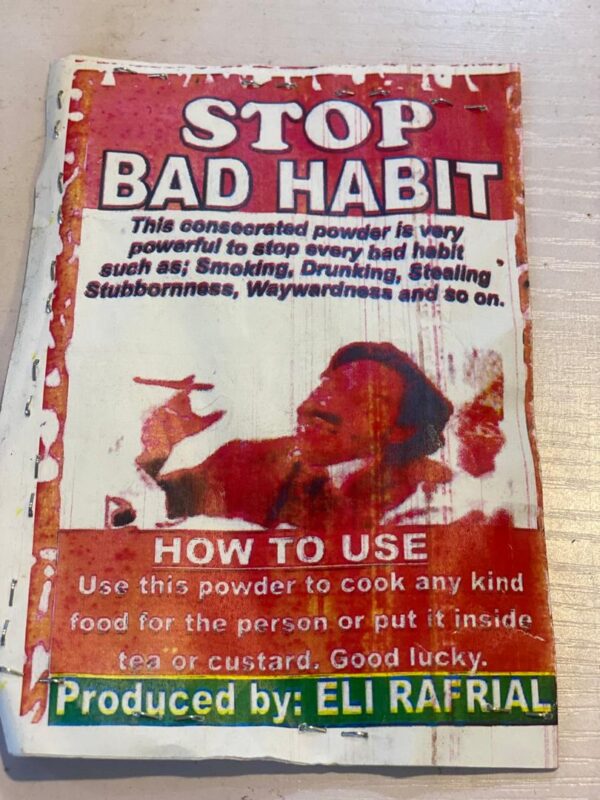 STOP
BAD HABIT
This consecrated powder is very
powerful to stop every bad habit
such as; Smoking, Drunking, Stealing
Stubbornness, Waywardness and so on.
HOW TO USE
Use this powder to cook any kind
food for the person or put it inside
tea or custard. Good lucky.
Produced by: ELI RAFRIAL